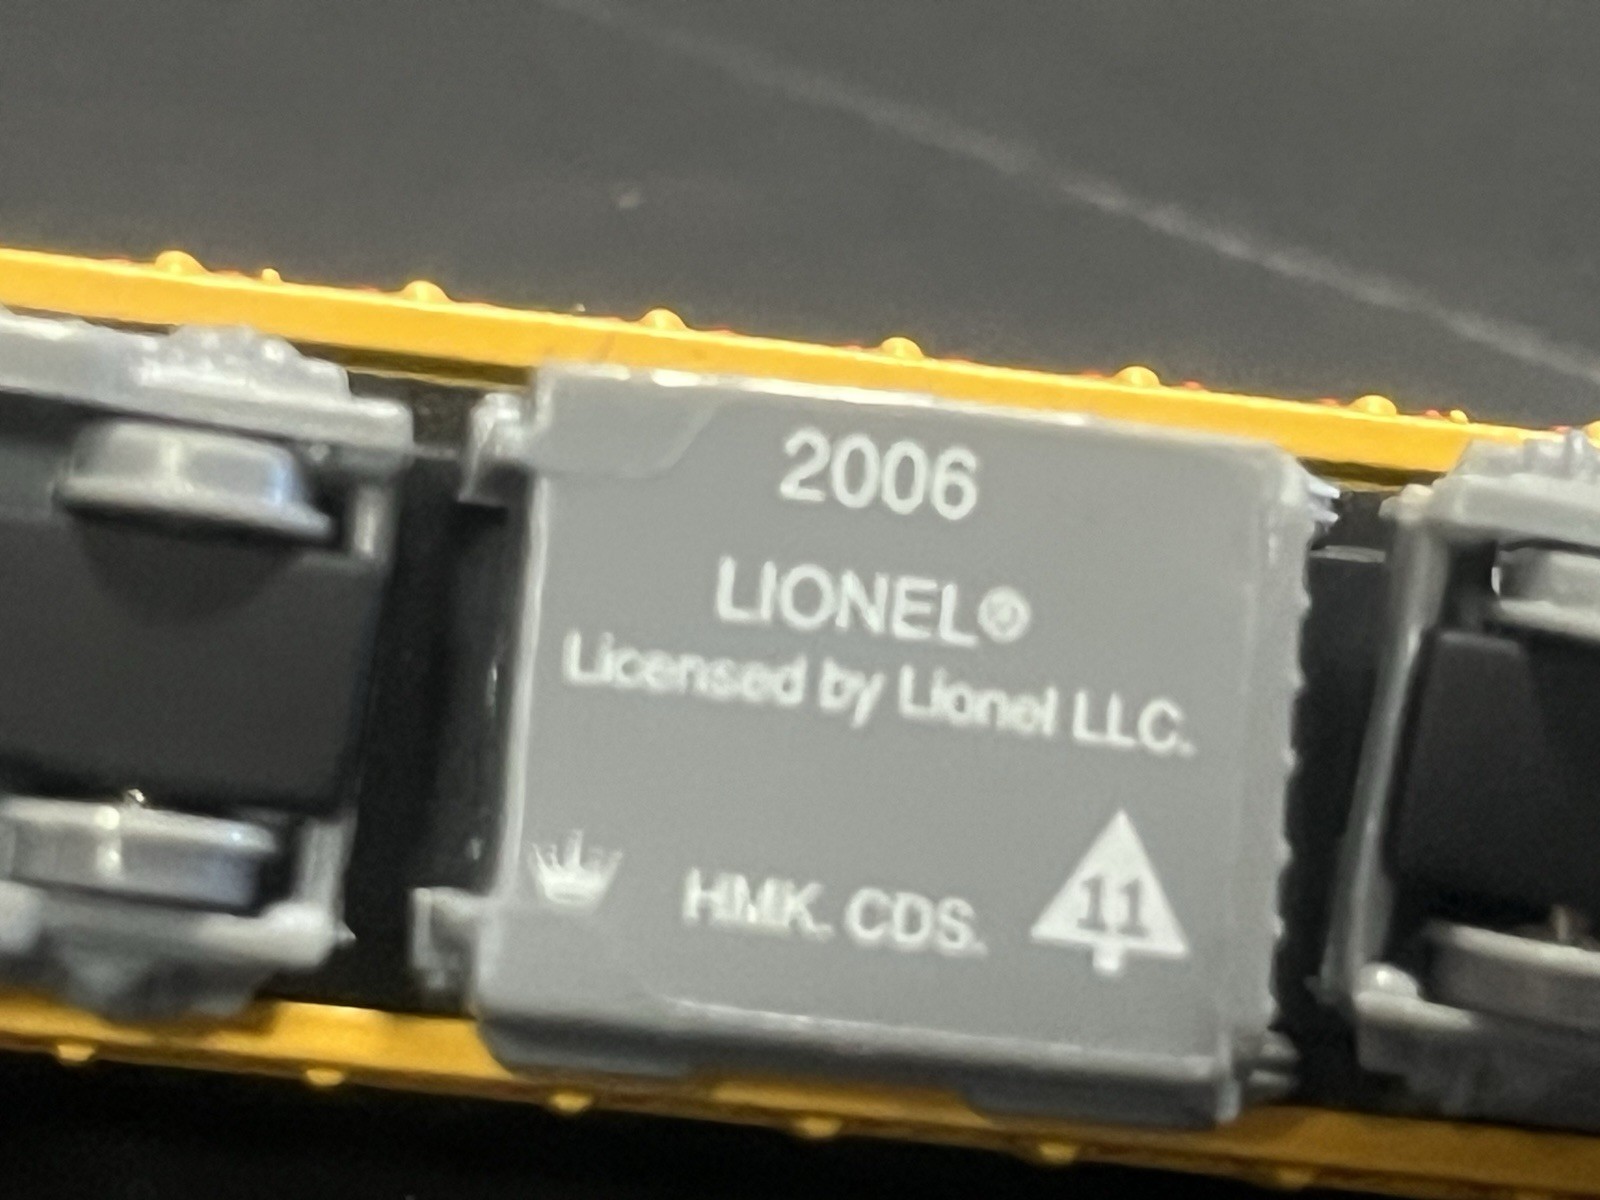 2006
LIONEL®
Licensed by Lionel LLC.
HMK. CDS. 11